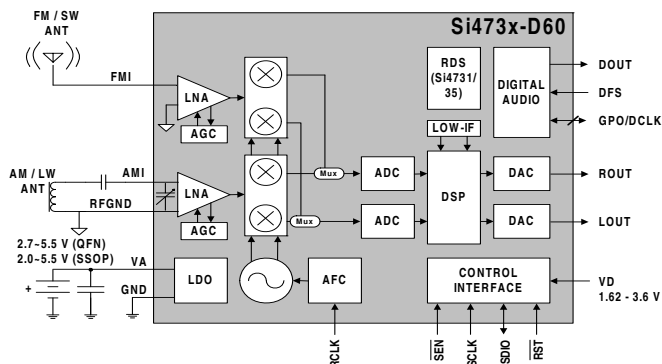 FM / SW
ANT
Si473x-D60
FMI
LNA
AGC
RDS
(Si4731/
35)
DIGITAL
AUDIO
DOUT
DFS
GPO/DCLK
LOW-IF
AM / LW
ANT
AMI
RFGND
LNA
AGC
Mux
Mux
ADC
ADC
DSP
DAC
DAC
ROUT
LOUT
2.7~5.5 V (QFN)
2.0~5.5 V (SSOP)
VA
+
GND
LDO
AFC
CONTROL
INTERFACE
VD
1.62 - 3.6 V
RCLK
SEN
SCLK
SDIO
RST